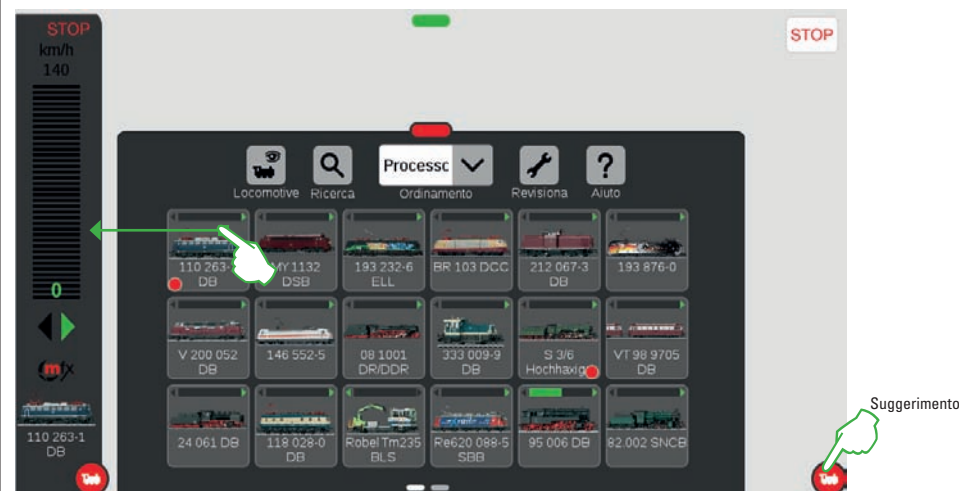 STOP
km/h
140
0
mfx
110 263-1
DB
STOP
Processc
Locomotive
Ricerca
Ordinamento
Revisiona
Aiuto
DB
MY 1132
DSB
193 232-6
ELL
BR 103 DCC
212 067-3
DB
193 876-0
V 200 052
DB
146 552-5
08 1001
DR/DDR
333 009-9
DB
S 3/6
Hochhaxig
VT 98 9705
DB
24 061 DB
118 028-0
DB
Robel Tm235
BLS
Re620 088-5
SBB
95 006 DB
82.002 SNCB
Suggerimento